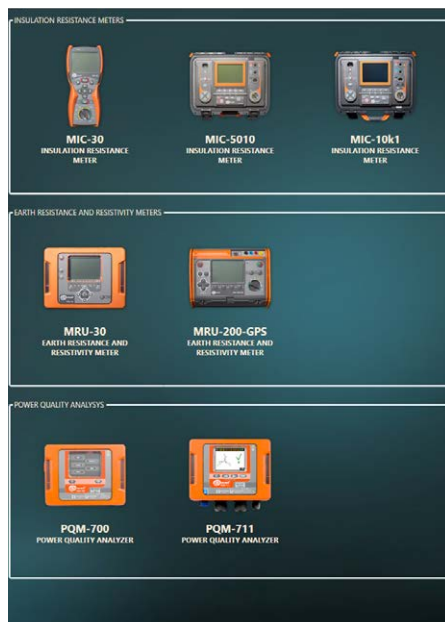 INSULATION RESISTANCE METERS
MIC-30
INSULATION RESISTANCE
METER
MIC-5010
INSULATION RESISTANCE
METER
MIC-10k1
INSULATION RESISTANCE
METER
EARTH RESISTANCE AND RESISTIVITY METERS
MRU-30
EARTH RESISTANCE AND
RESISTIVITY METER
MRU-200-GPS
EARTH RESISTANCE AND
RESISTIVITY METER
POWER QUALITY ANALYSYS
PQM-700
POWER QUALITY ANALYZER
PQM-711
POWER QUALITY ANALYZER